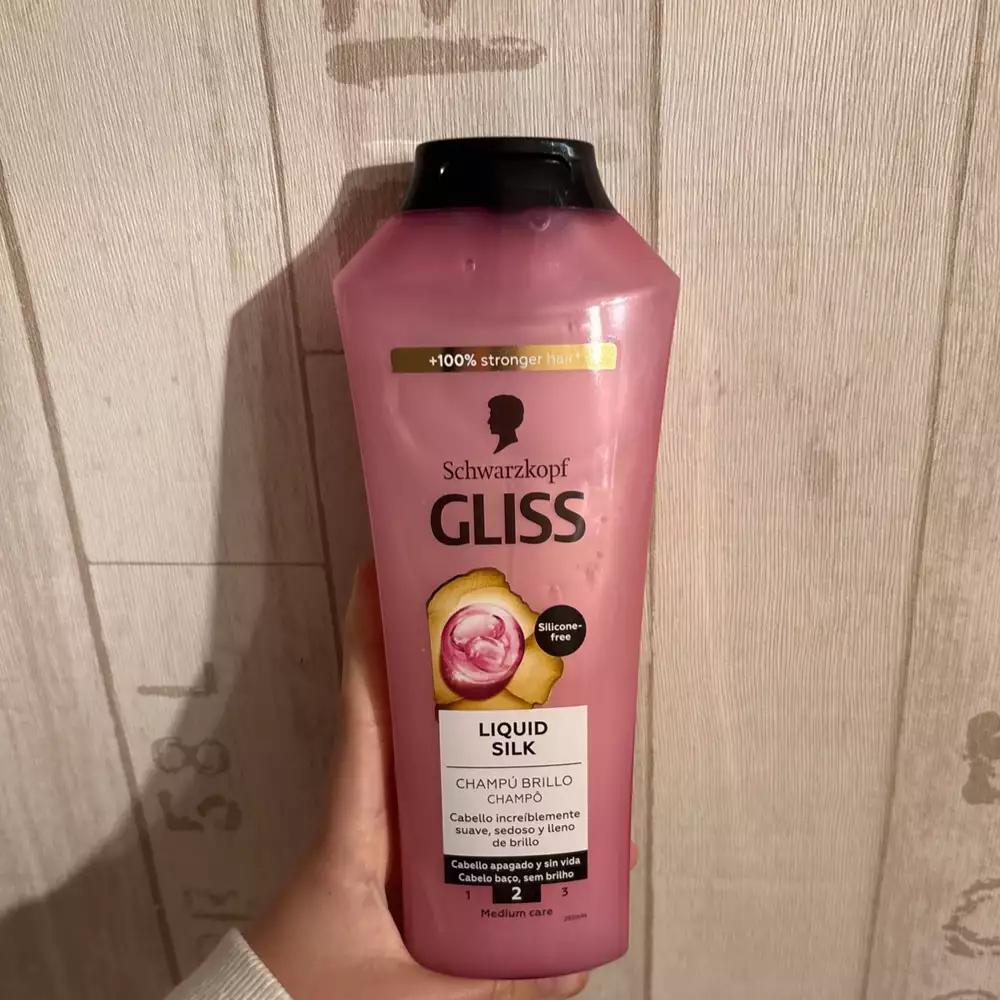 +100% stronger hair*
Schwarzkopf
GLISS
Silicone-
free
LIQUID
SILK
CHAMPÚ BRILLO
CHAMPÔ
Cabello increíblemente
suave, sedoso y lleno
de brillo
Cabello apagado y sin vida
Cabelo baço, sem brilho
1 2 3
Medium care
58 L